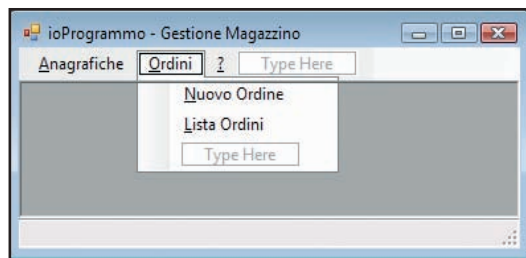 ioProgrammo - Gestione Magazzino
Anagrafiche Ordini ? Type Here
Nuovo Ordine
Lista Ordini
Type Here